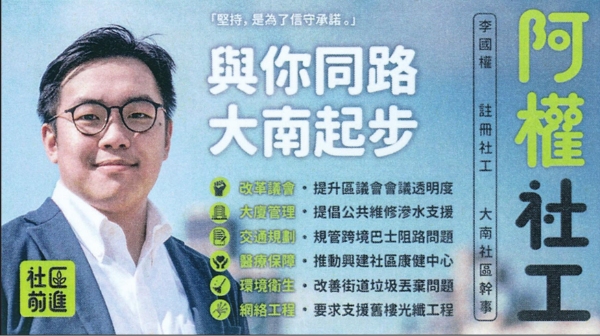 「堅持，是為了信守承諾。」
與你同路
大南起步
改革議會・提升區議會會議透明度
大廈管理・提倡公共維修滲水支援
交通規劃・規管跨境巴士阻路問題
醫療保障・推動興建社區康健中心
環境衛生・改善街道垃圾丟棄問題
網絡工程・要求支援舊樓光纖工程
阿權社工
李國權 註冊社工 大南社區幹事
社區
前進